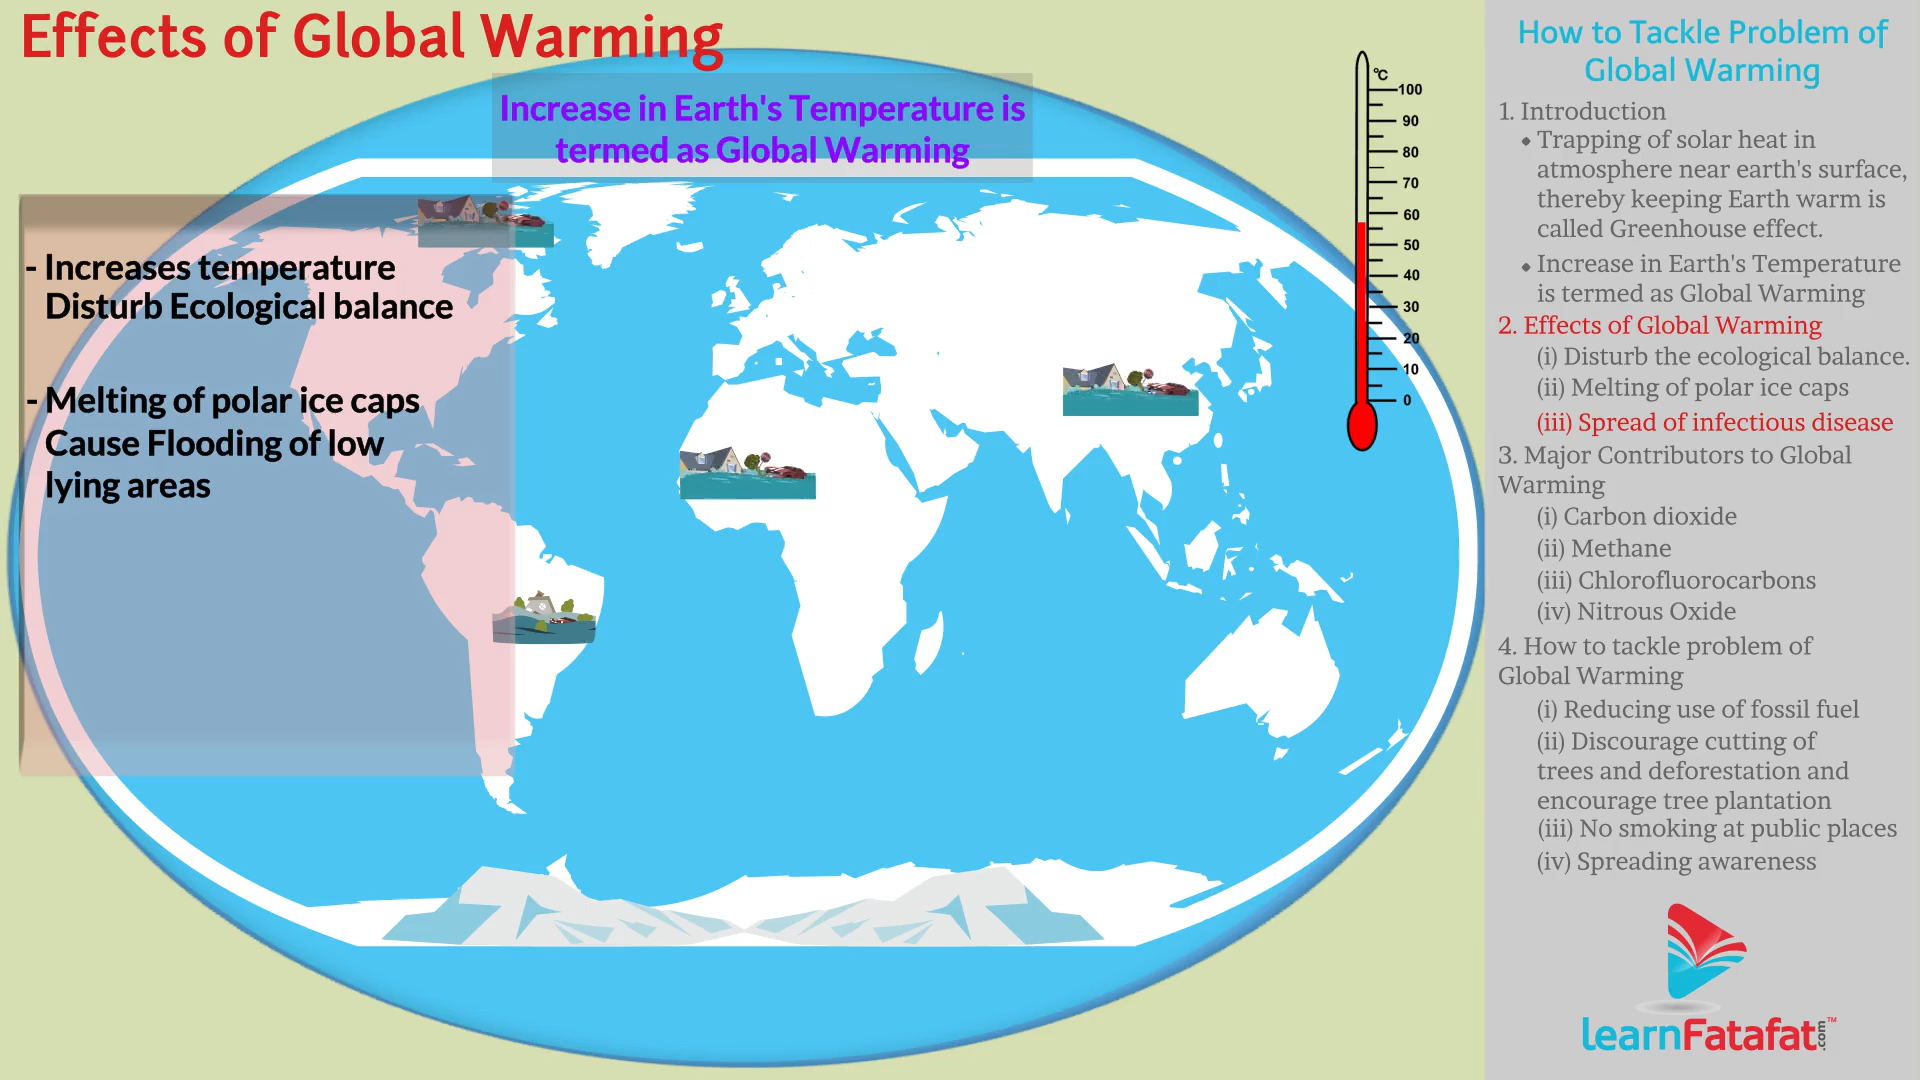 Effects of Global Warming
Increase in Earth's Temperature is
termed as Global Warming
- Increases temperature
Disturb Ecological balance
- Melting of polar ice caps
Cause Flooding of low
lying areas
°C
100
90
80
70
60
50
40
30
20
10
0
How to Tackle Problem of
Global Warming
1. Introduction
• Trapping of solar heat in
atmosphere near earth's surface,
thereby keeping Earth warm is
called Greenhouse effect.
• Increase in Earth's Temperature
is termed as Global Warming
2. Effects of Global Warming
(i) Disturb the ecological balance.
(ii) Melting of polar ice caps
(iii) Spread of infectious disease
3. Major Contributors to Global
Warming
(i) Carbon dioxide
(ii) Methane
(iii) Chlorofluorocarbons
(iv) Nitrous Oxide
4. How to tackle problem of
Global Warming
(i) Reducing use of fossil fuel
(ii) Discourage cutting of
trees and deforestation and
encourage tree plantation
(iii) No smoking at public places
(iv) Spreading awareness
learnFatafat.com™